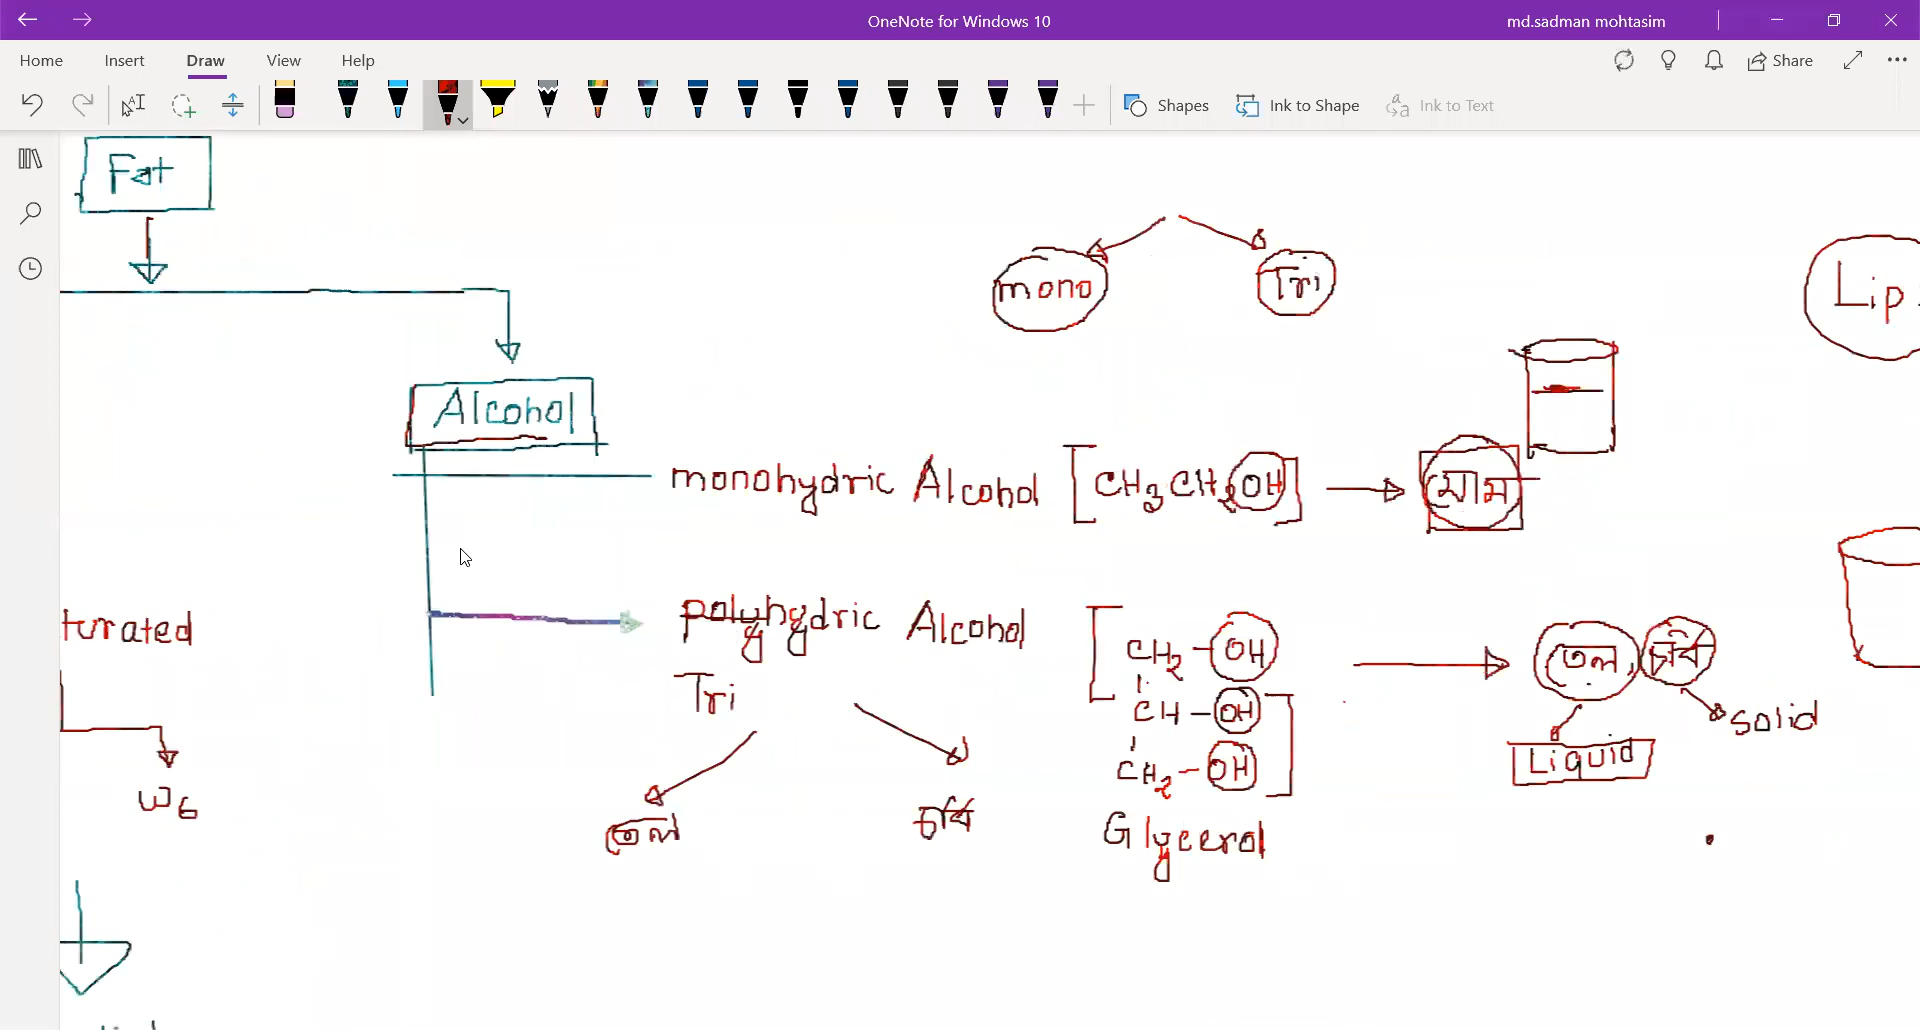 OneNote for Windows 10
md.sadman mohtasim
Home Insert Draw View Help
Share
Shapes Ink to Shape Ink to Text
Fat
mono Tri
Lip
Alcohol
monohydric Alcohol [CH3CH2OH] → মোম
polyhydric Alcohol
Tri
তেল চর্বি
CH2-OH
CH-OH
CH2-OH
Glycerol
তেল, চর্বি
Liquid solid
turated
ω6